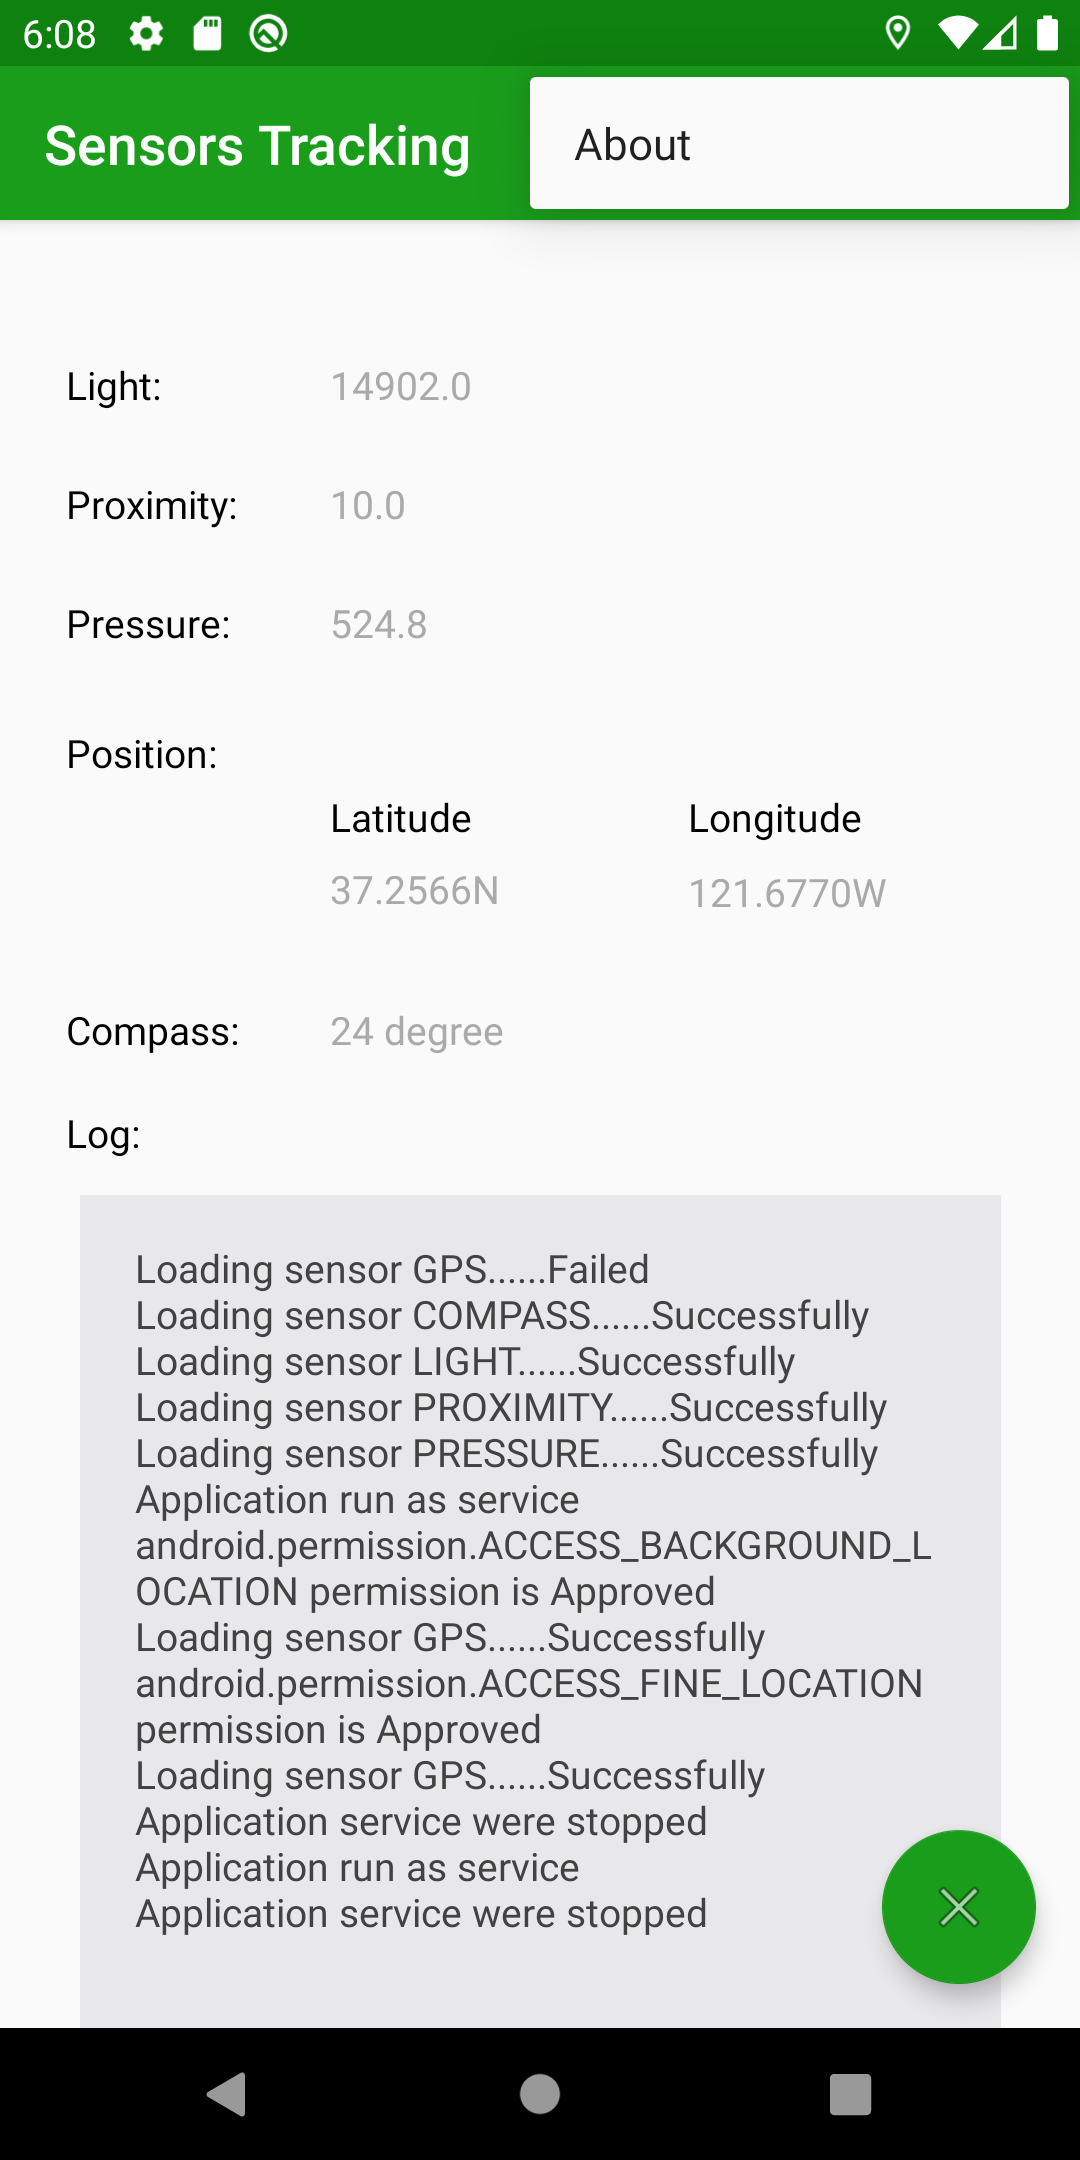 6:08
Sensors Tracking
About
Light: 14902.0
Proximity: 10.0
Pressure: 524.8
Position:
Latitude Longitude
37.2566N 121.6770W
Compass: 24 degree
Log:
Loading sensor GPS......Failed
Loading sensor COMPASS......Successfully
Loading sensor LIGHT......Successfully
Loading sensor PROXIMITY......Successfully
Loading sensor PRESSURE......Successfully
Application run as service
android.permission.ACCESS_BACKGROUND_L
OCATION permission is Approved
Loading sensor GPS......Successfully
android.permission.ACCESS_FINE_LOCATION
permission is Approved
Loading sensor GPS......Successfully
Application service were stopped
Application run as service
Application service were stopped